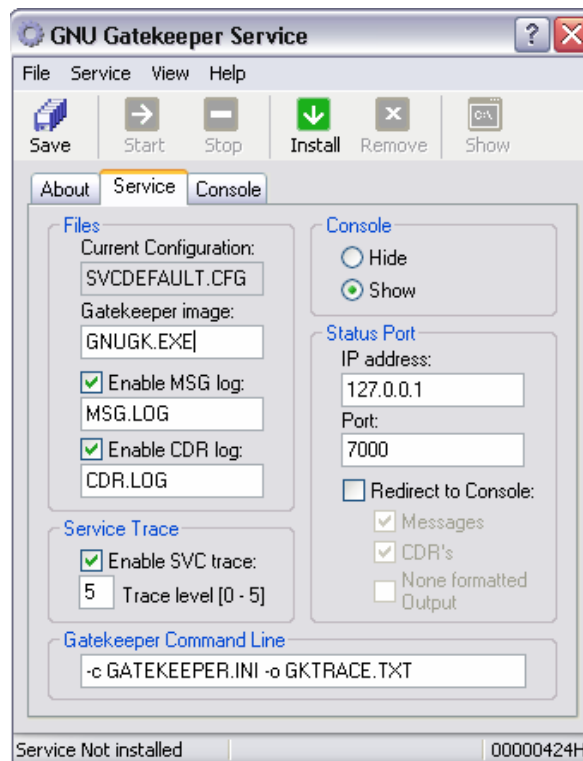 GNU Gatekeeper Service
File Service View Help
Save Start Stop Install Remove Show
About Service Console
Files
Current Configuration:
SVCDEFAULT.CFG
Gatekeeper image:
GNUGK.EXE
Enable MSG log:
MSG.LOG
Enable CDR log:
CDR.LOG
Service Trace
Enable SVC trace:
5 Trace level [0 - 5]
Console
Hide
Show
Status Port
IP address:
127.0.0.1
Port:
7000
Redirect to Console:
Messages
CDR's
None formatted
Output
Gatekeeper Command Line
-c GATEKEEPER.INI -o GKTRACE.TXT
Service Not installed 00000424H